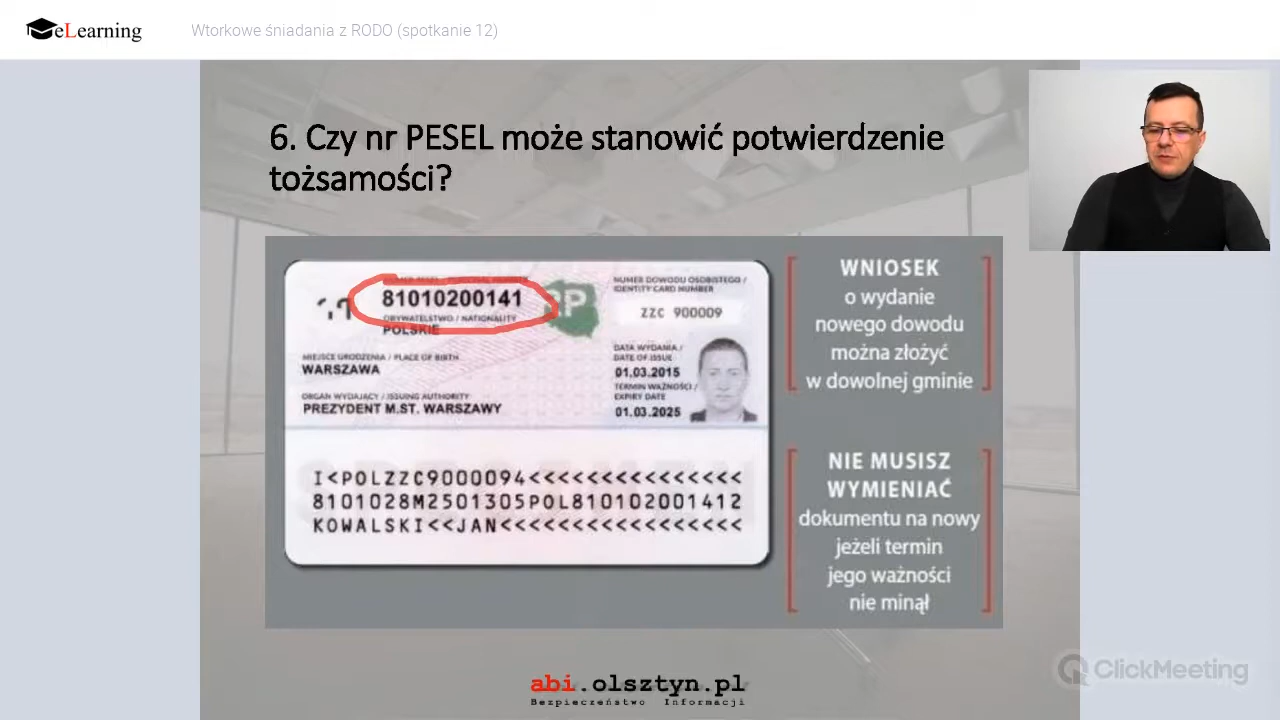 eLearning
Wtorkowe śniadania z RODO (spotkanie 12)
6. Czy nr PESEL może stanowić potwierdzenie
tożsamości?
81010200141
OBYWATELSTWO / NATIONALITY
POLSKIE
MIEJSCE URODZENIA / PLACE OF BIRTH
WARSZAWA
ORGAN WYDAJĄCY / ISSUING AUTHORITY
PREZYDENT M.ST. WARSZAWY
P
NUMER DOWODU OSOBISTEGO /
IDENTITY CARD NUMBER
ZZC 900009
DATA WYDANIA /
DATE OF ISSUE
01.03.2015
TERMIN WAŻNOŚCI /
EXPIRY DATE
01.03.2025
I<POLZZC9000094<<<<<<<<<<<<<<<
8101028M2501305POL810102001412
KOWALSKI<<JAN<<<<<<<<<<<<<<<<<
WNIOSEK
o wydanie
nowego dowodu
można złożyć
w dowolnej gminie
NIE MUSISZ
WYMIENIAĆ
dokumentu na nowy
jeżeli termin
jego ważności
nie minął
abi.olsztyn.pl
Bezpieczeństwo Informacji
ClickMeeting